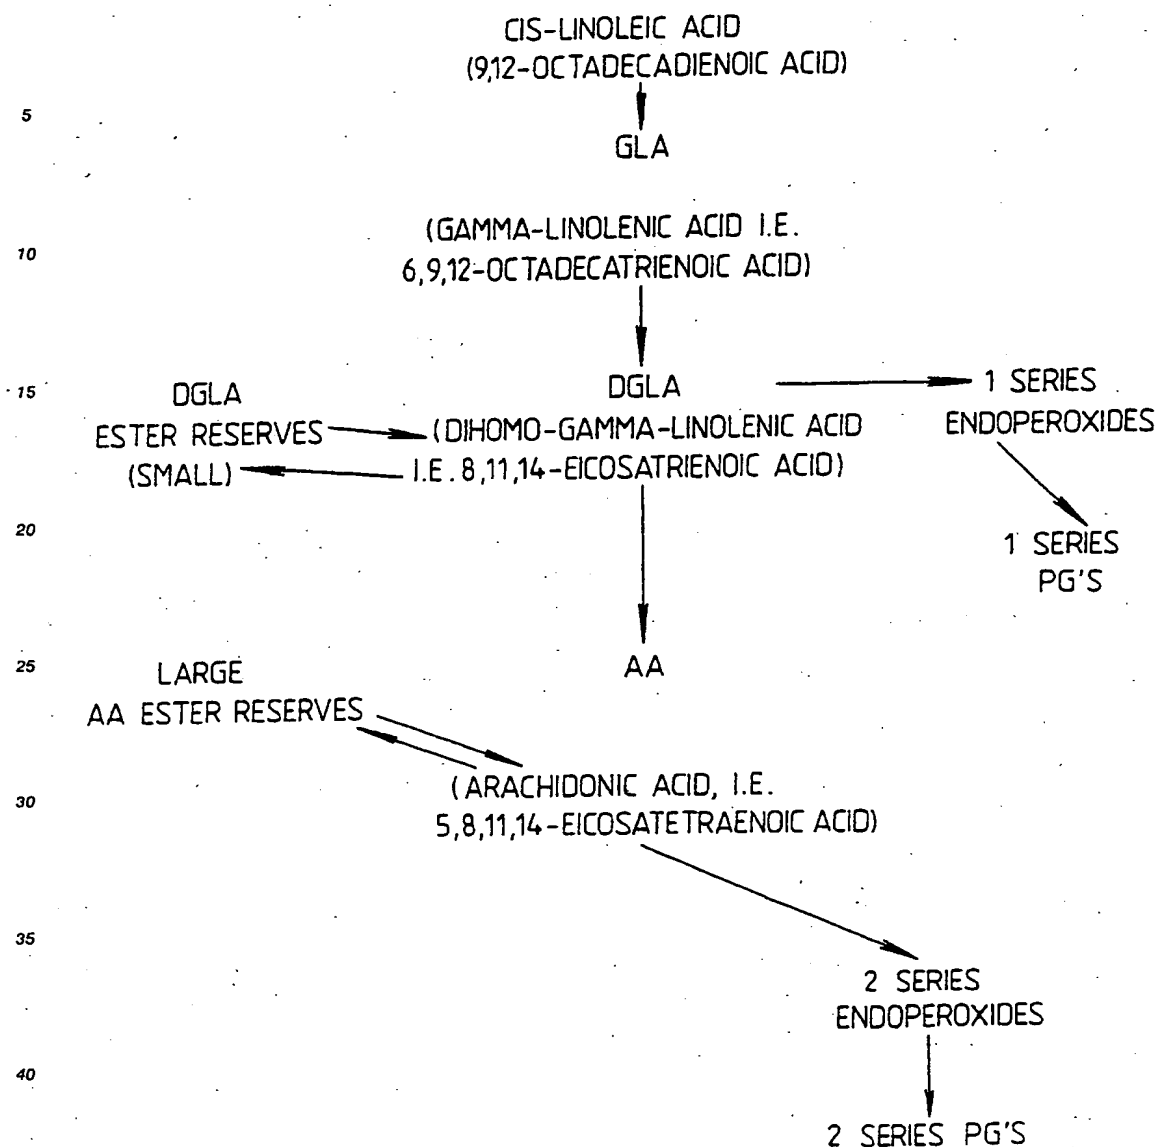 CIS-LINOLEIC ACID
(9,12-OCTADECADIENOIC ACID)
5
GLA
(GAMMA-LINOLENIC ACID I.E.
10
6,9,12-OCTADECATRIENOIC ACID)
15
DGLA
ESTER RESERVES
(SMALL)
DGLA
(DIHOMO-GAMMA-LINOLENIC ACID
I.E. 8,11,14-EICOSATRIENOIC ACID)
1 SERIES
ENDOPEROXIDES
20
1 SERIES
PG'S
25
LARGE
AA ESTER RESERVES
AA
30
(ARACHIDONIC ACID, I.E.
5,8,11,14-EICOSATETRAENOIC ACID)
35
2 SERIES
ENDOPEROXIDES
40
2 SERIES PG'S